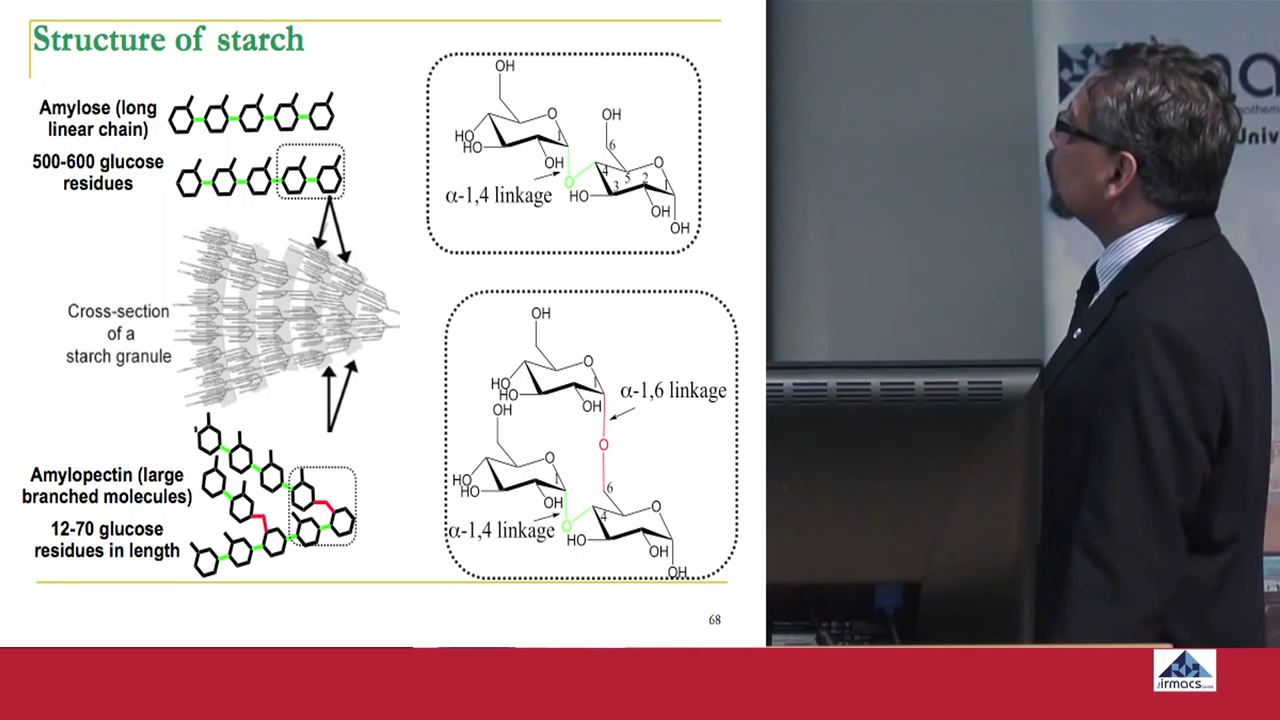 Structure of starch
Amylose (long
linear chain)
500-600 glucose
residues
Cross-section
of a
starch granule
Amylopectin (large
branched molecules)
12-70 glucose
residues in length
OH
O
HO
HO
1
OH
O
α-1,4 linkage
OH
6
O
4
5
3
2
1
HO
OH
OH
OH
O
HO
HO
1
OH
α-1,6 linkage
O
OH
O
HO
HO
1
OH
α-1,4 linkage
O
6
O
4
HO
OH
OH
68
irmacs